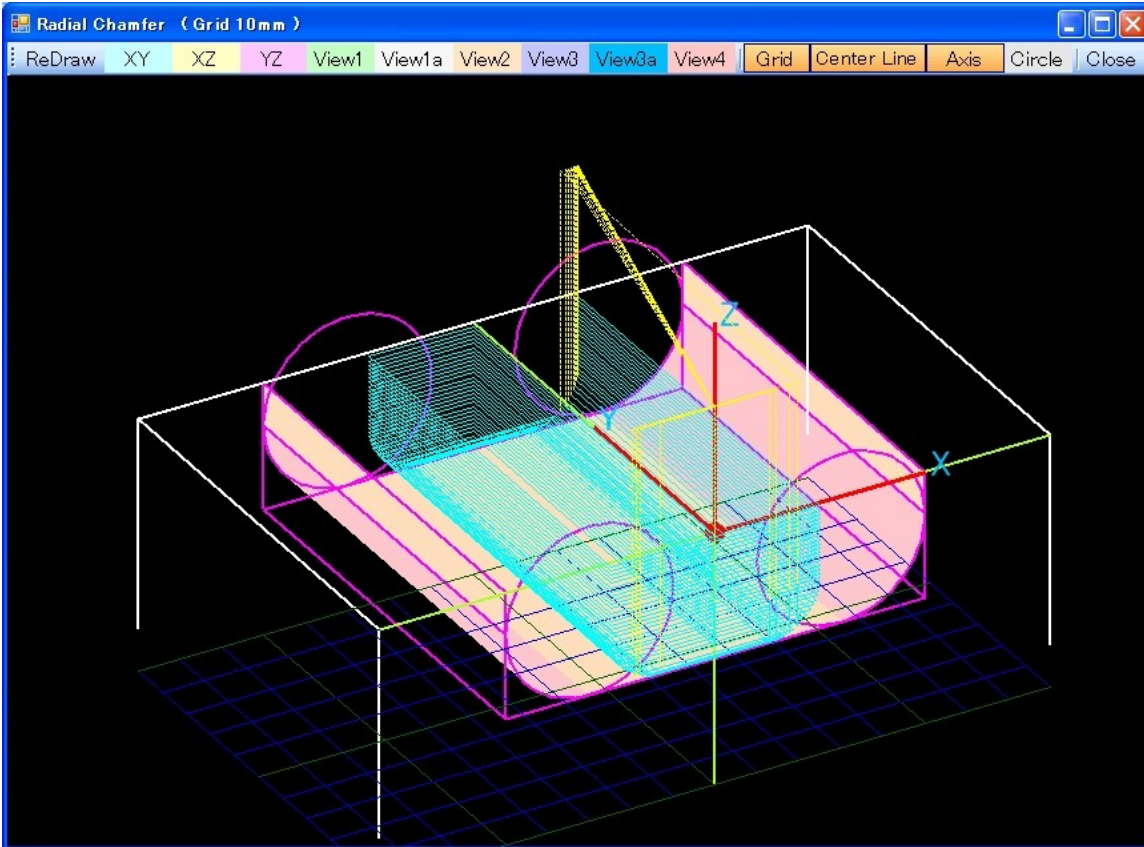 Radial Chamfer （Grid 10mm）
ReDraw XY XZ YZ View1 View1a View2 View3 View3a View4 Grid Center Line Axis Circle Close
Z
Y
X